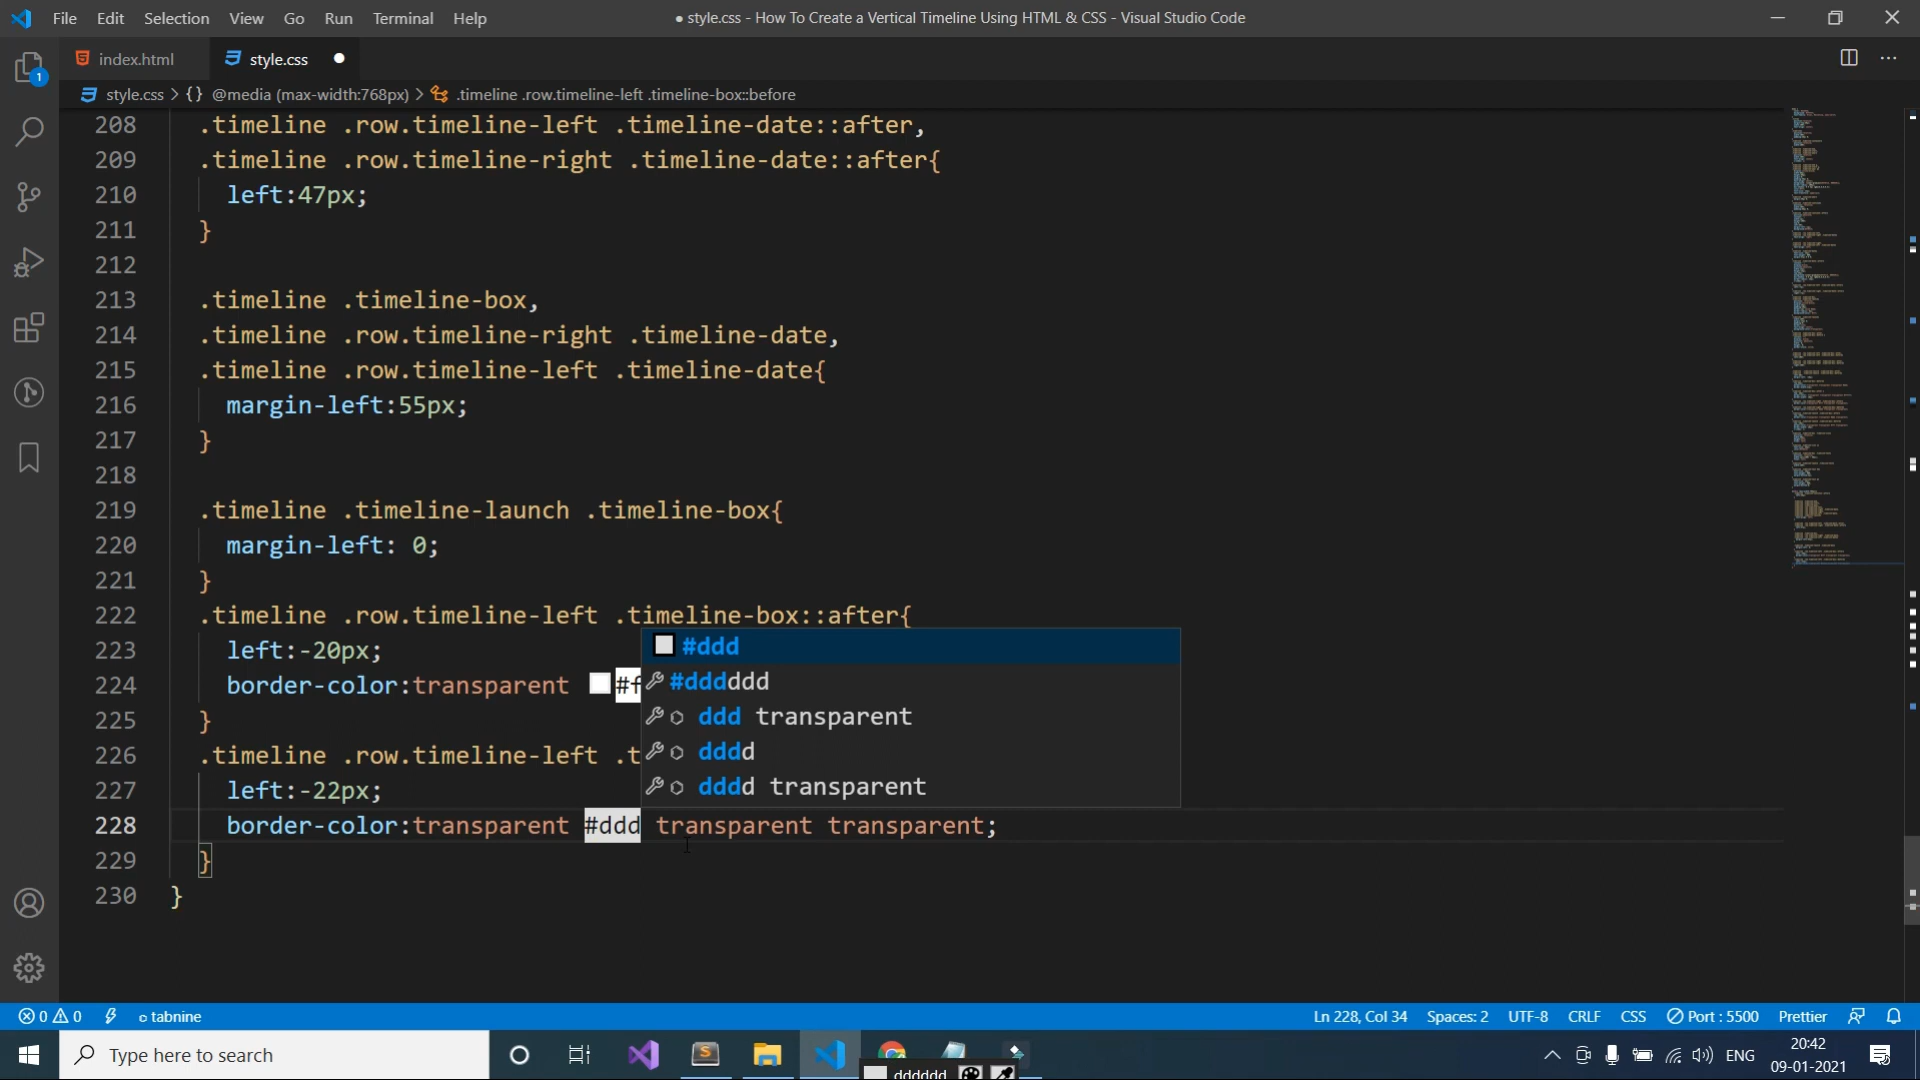 File Edit Selection View Go Run Terminal Help
● style.css - How To Create a Vertical Timeline Using HTML & CSS - Visual Studio Code
index.html style.css ●
style.css > {} @media (max-width:768px) > .timeline .row.timeline-left .timeline-box::before
1
208 .timeline .row.timeline-left .timeline-date::after,
209 .timeline .row.timeline-right .timeline-date::after{
210 left:47px;
211 }
212
213 .timeline .timeline-box,
214 .timeline .row.timeline-right .timeline-date,
215 .timeline .row.timeline-left .timeline-date{
216 margin-left:55px;
217 }
218
219 .timeline .timeline-launch .timeline-box{
220 margin-left: 0;
221 }
222 .timeline .row.timeline-left .timeline-box::after{
223 left:-20px;
224 border-color:transparent #f
225 }
226 .timeline .row.timeline-left .t
227 left:-22px;
228 border-color:transparent #ddd transparent transparent;
229 }
230 }
#ddd
#dddddd
ddd transparent
dddd
dddd transparent
0 0 tabnine
Ln 228, Col 34 Spaces: 2 UTF-8 CRLF CSS Port : 5500 Prettier
Type here to search
dddddd
ENG
20:42
09-01-2021